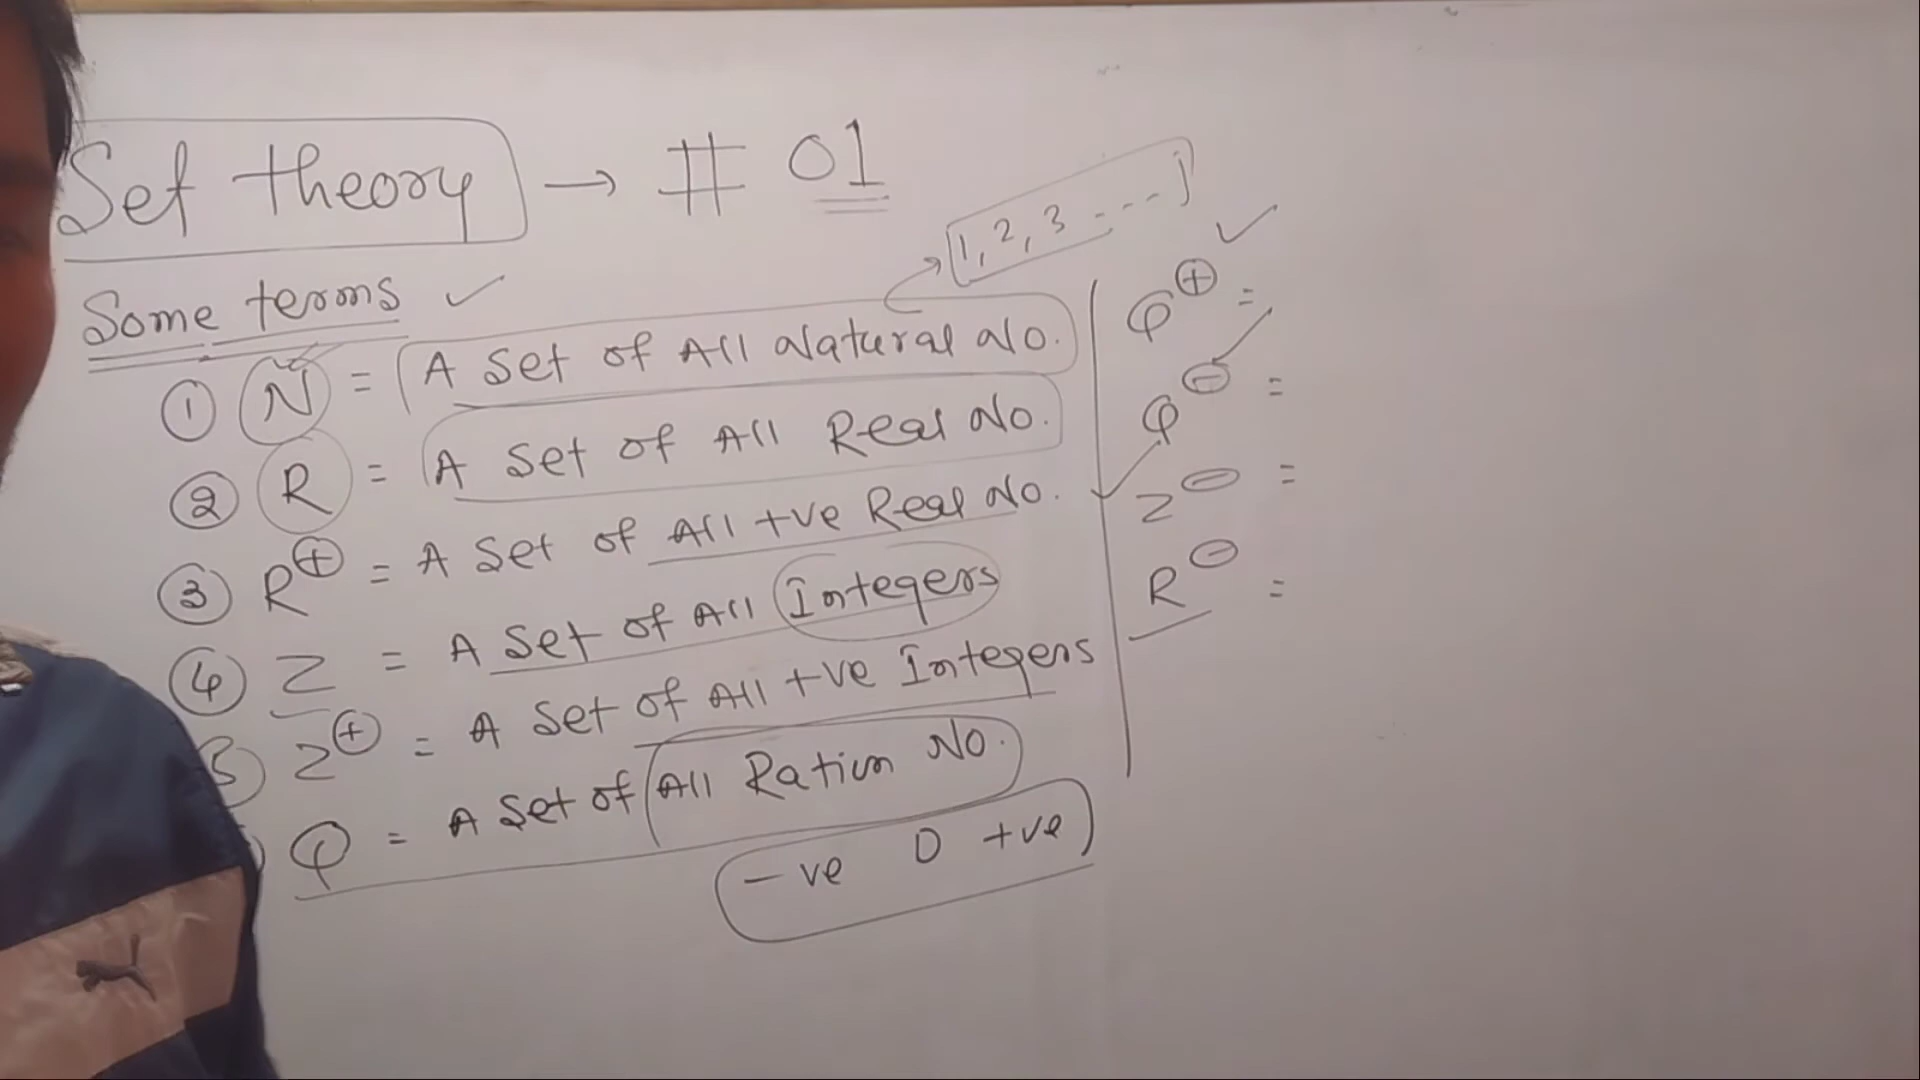 Set theory → # 01
1, 2, 3 ----
Some terms ✓
① N = A Set of All Natural No.
② R = A Set of All Real No.
③ R⊕ = A Set of All +ve Real No.
④ Z = A Set of All Integers
5 Z⊕ = A Set of All +ve Integers
Q = A Set of All Ration No.
-ve 0 +ve
Q⊕ =
Q⊖ =
Z⊖ =
R⊖ =